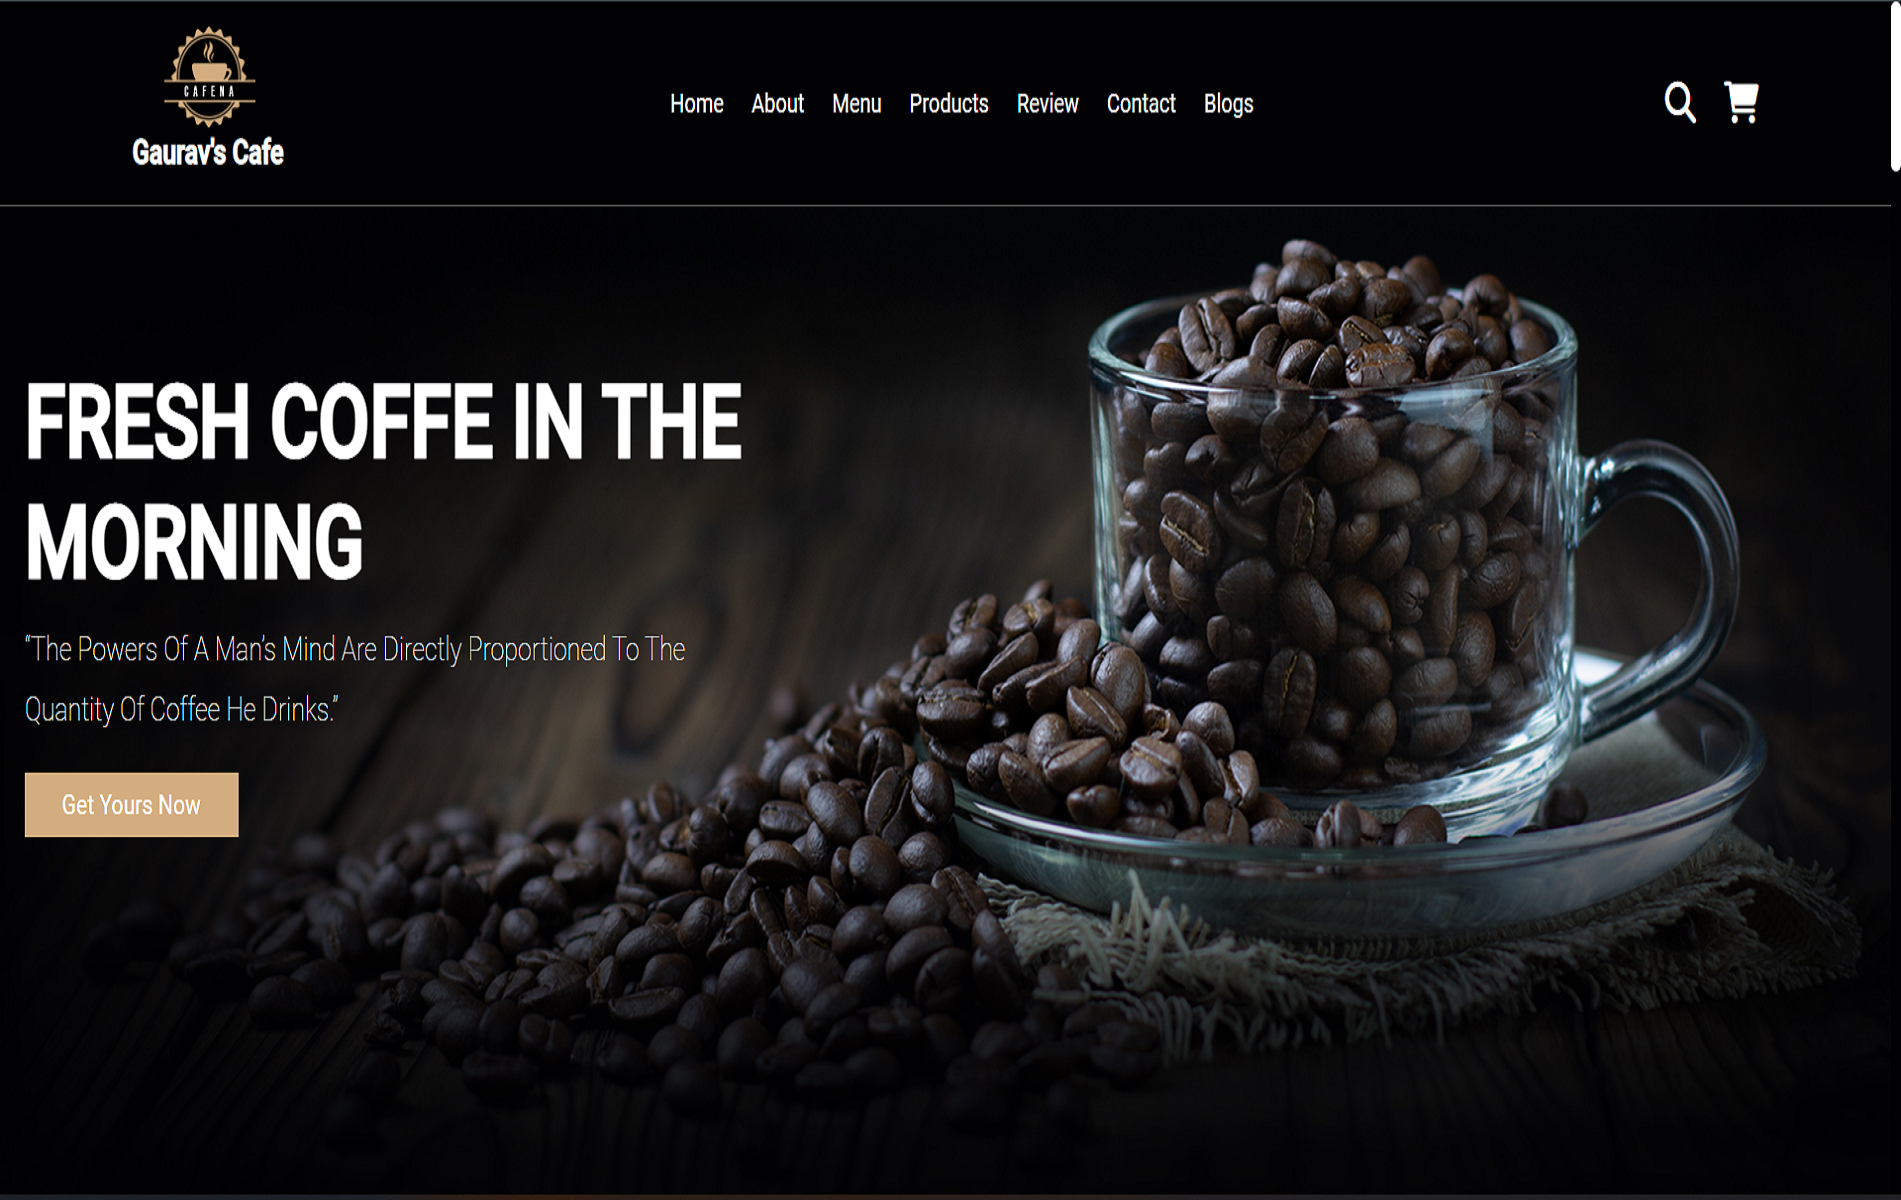 CAFENA
Gaurav's Cafe
Home About Menu Products Review Contact Blogs
FRESH COFFE IN THE
MORNING
“The Powers Of A Man’s Mind Are Directly Proportioned To The
Quantity Of Coffee He Drinks.”
Get Yours Now